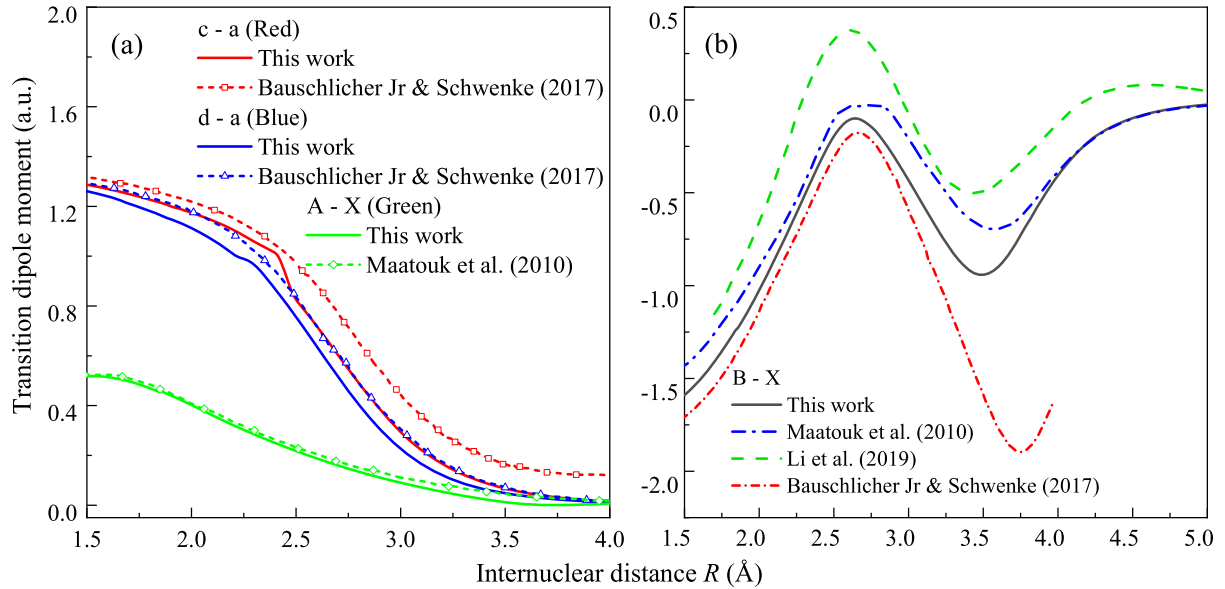 (a)
c - a (Red)
This work
Bauschlicher Jr & Schwenke (2017)
d - a (Blue)
This work
Bauschlicher Jr & Schwenke (2017)
A - X (Green)
This work
Maatouk et al. (2010)
2.0
1.6
1.2
0.8
0.4
0.0
Transition dipole moment (a.u.)
1.5 2.0 2.5 3.0 3.5 4.0
(b)
0.5
0.0
-0.5
-1.0
-1.5
-2.0
B - X
This work
Maatouk et al. (2010)
Li et al. (2019)
Bauschlicher Jr & Schwenke (2017)
1.5 2.0 2.5 3.0 3.5 4.0 4.5 5.0
Internuclear distance R (Å)